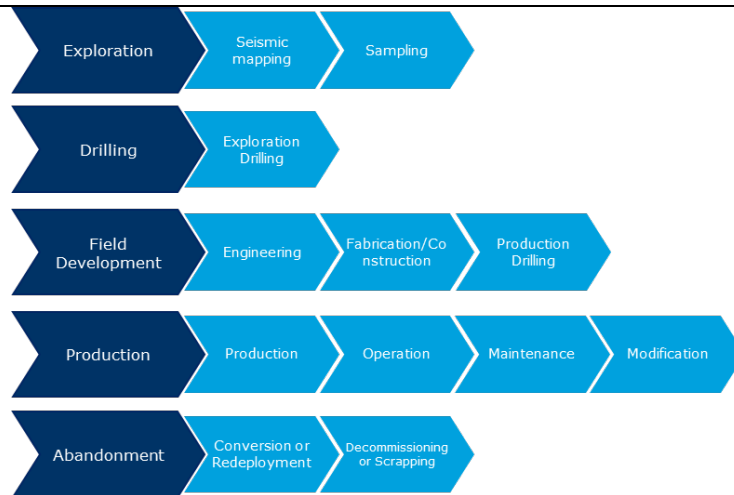 Exploration
Seismic
mapping
Sampling
Drilling
Exploration
Drilling
Field
Development
Engineering
Fabrication/Co
nstruction
Production
Drilling
Production
Production
Operation
Maintenance
Modification
Abandonment
Conversion or
Redeployment
Decommissioning
or Scrapping